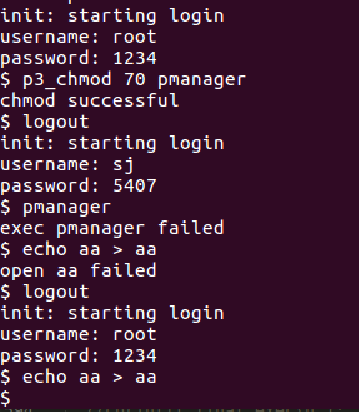 init: starting login
username: root
password: 1234
$ p3_chmod 70 pmanager
chmod successful
$ logout
init: starting login
username: sj
password: 5407
$ pmanager
exec pmanager failed
$ echo aa > aa
open aa failed
$ logout
init: starting login
username: root
password: 1234
$ echo aa > aa
$